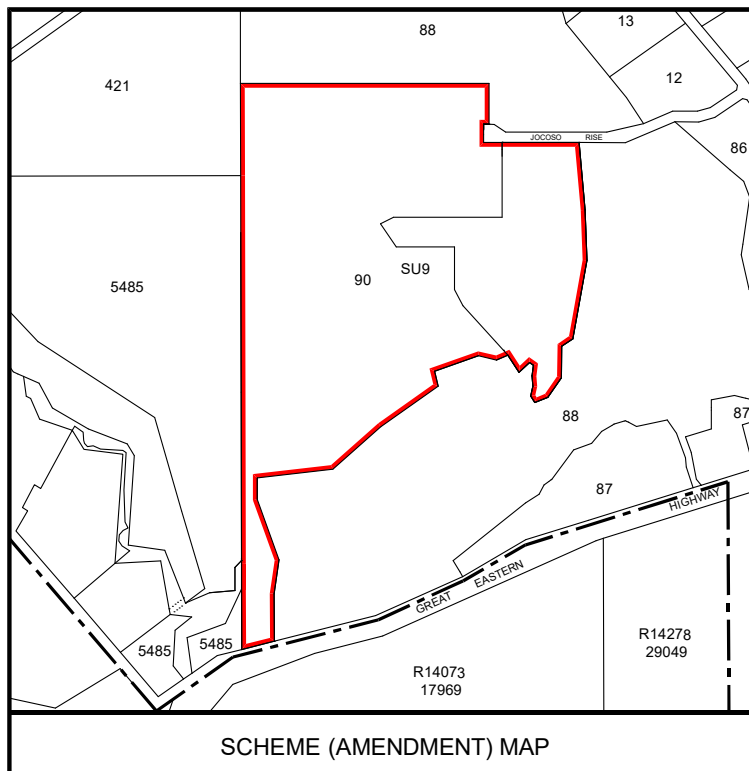 13
88
421
12
JOCOSO RISE
86
SU9
90
5485
88
87
87
HIGHWAY
EASTERN
GREAT
R14278
29049
5485
5485
R14073
17969
SCHEME (AMENDMENT) MAP